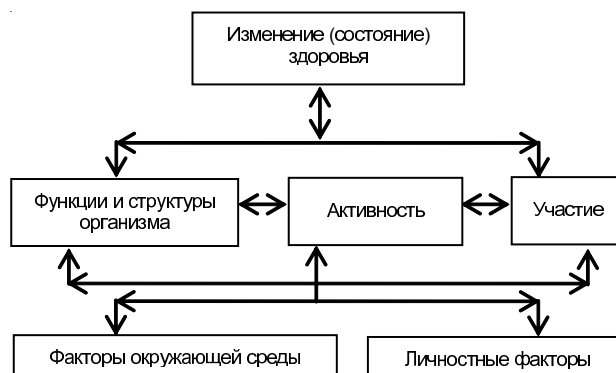 Изменение (состояние)
здоровья
Функции и структуры
организма
Активность
Участие
Факторы окружающей среды
Личностные факторы